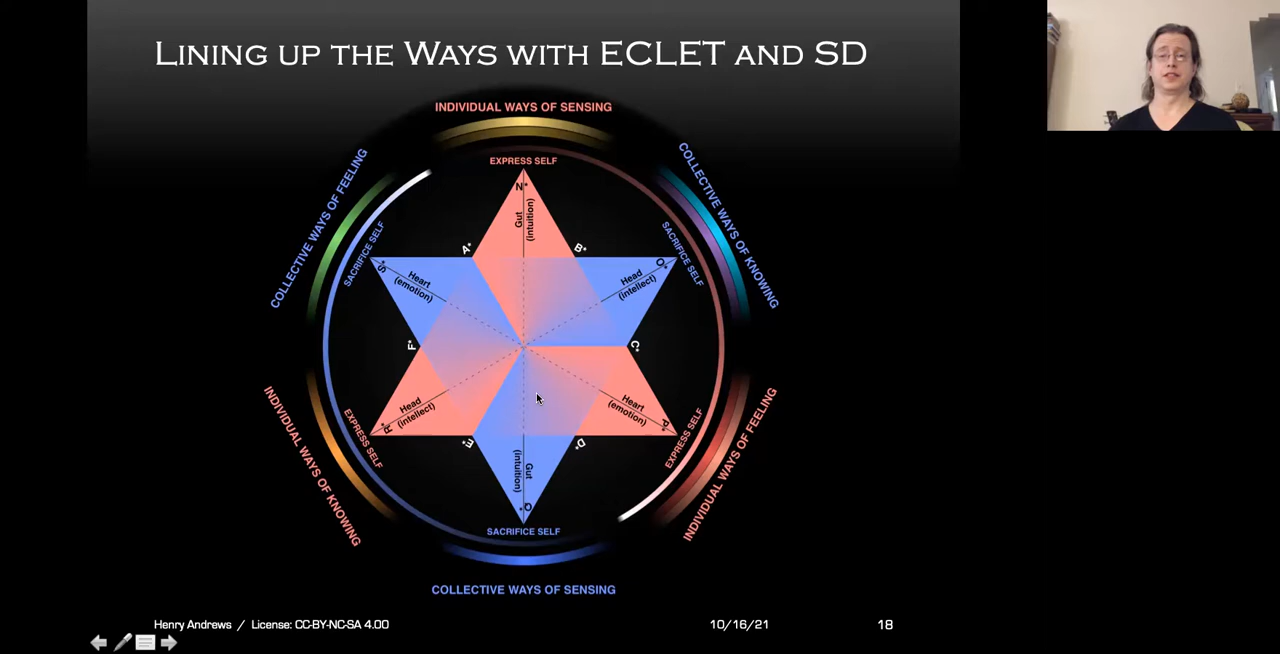 LINING UP THE WAYS WITH ECLET AND SD
INDIVIDUAL WAYS OF SENSING
EXPRESS SELF
N*
Gut
(intuition)
COLLECTIVE WAYS OF FEELING
SACRIFICE SELF
S*
Heart
(emotion)
A*
B*
O*
Head
(intellect)
SACRIFICE SELF
COLLECTIVE WAYS OF KNOWING
F*
C*
INDIVIDUAL WAYS OF KNOWING
EXPRESS SELF
R*
Head
(intellect)
E*
D*
P*
Heart
(emotion)
EXPRESS SELF
INDIVIDUAL WAYS OF FEELING
Gut
(intuition)
Q*
SACRIFICE SELF
COLLECTIVE WAYS OF SENSING
Henry Andrews / License: CC-BY-NC-SA 4.00
10/16/21
18